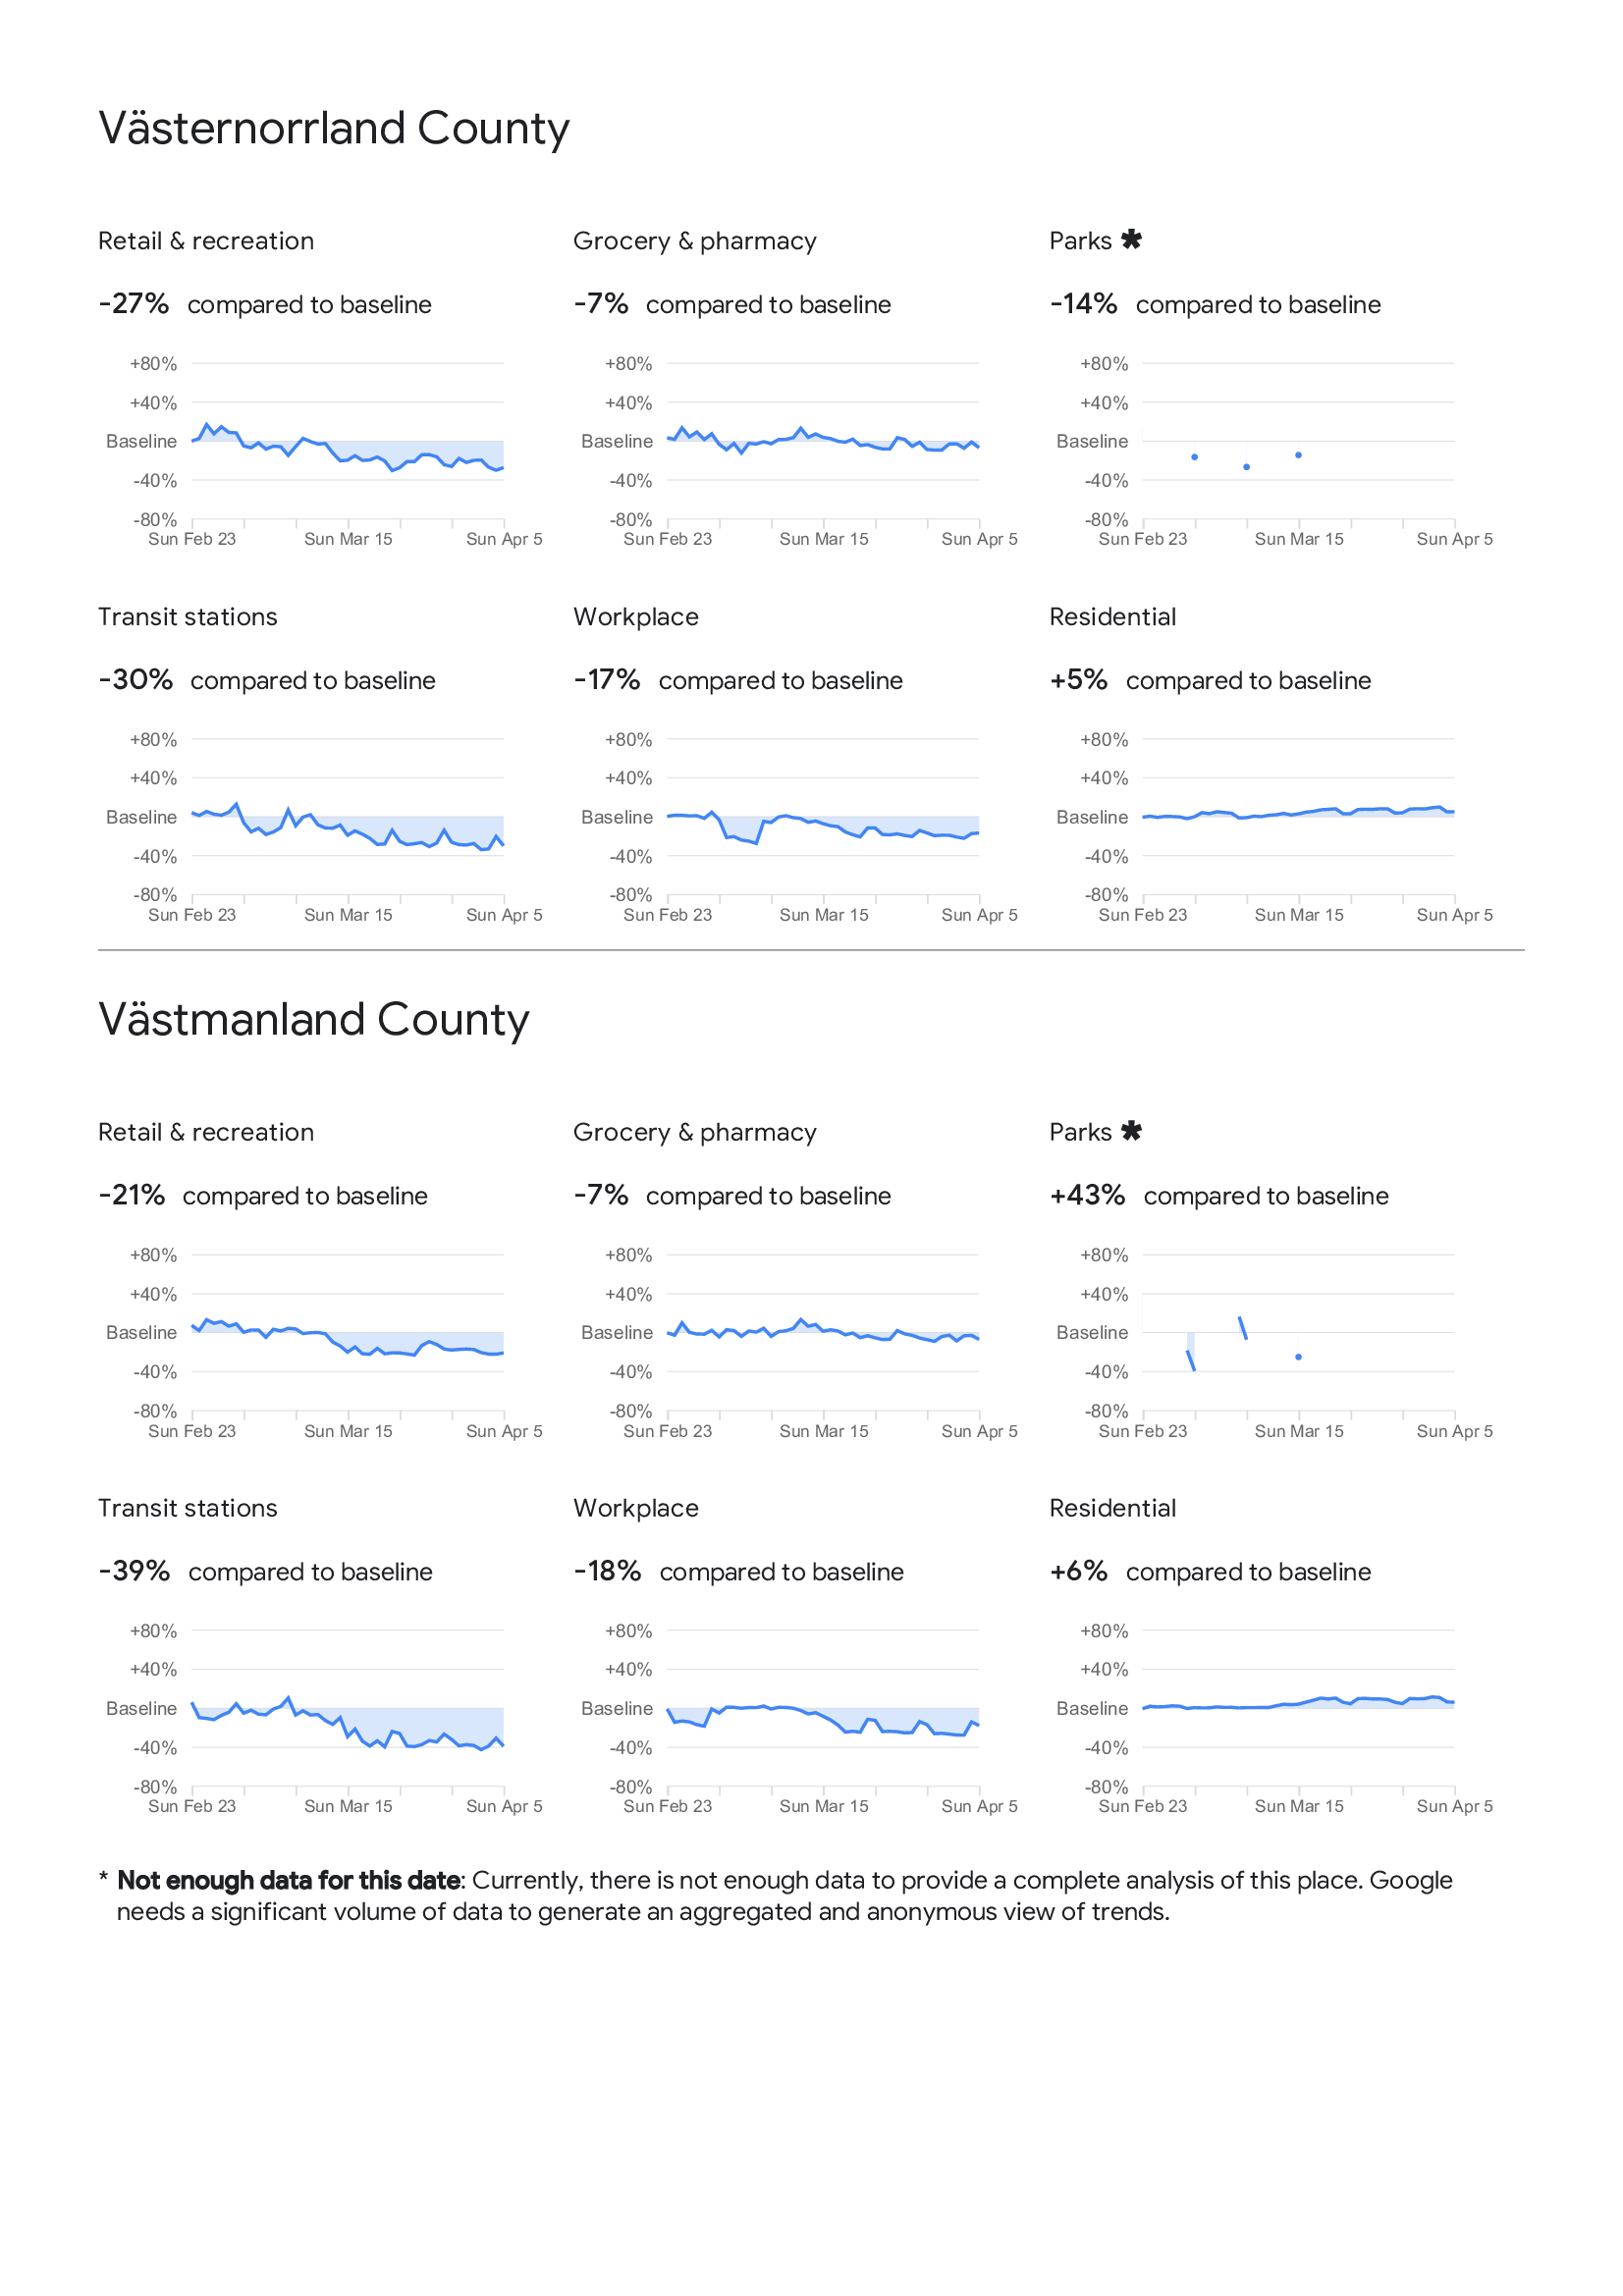 Västernorrland County
Retail & recreation
-27% compared to baseline
+80%
+40%
Baseline
-40%
-80%
Sun Feb 23 Sun Mar 15 Sun Apr 5
Grocery & pharmacy
-7% compared to baseline
+80%
+40%
Baseline
-40%
-80%
Sun Feb 23 Sun Mar 15 Sun Apr 5
Parks *
-14% compared to baseline
+80%
+40%
Baseline
-40%
-80%
Sun Feb 23 Sun Mar 15 Sun Apr 5
Transit stations
-30% compared to baseline
+80%
+40%
Baseline
-40%
-80%
Sun Feb 23 Sun Mar 15 Sun Apr 5
Workplace
-17% compared to baseline
+80%
+40%
Baseline
-40%
-80%
Sun Feb 23 Sun Mar 15 Sun Apr 5
Residential
+5% compared to baseline
+80%
+40%
Baseline
-40%
-80%
Sun Feb 23 Sun Mar 15 Sun Apr 5
Västmanland County
Retail & recreation
-21% compared to baseline
+80%
+40%
Baseline
-40%
-80%
Sun Feb 23 Sun Mar 15 Sun Apr 5
Grocery & pharmacy
-7% compared to baseline
+80%
+40%
Baseline
-40%
-80%
Sun Feb 23 Sun Mar 15 Sun Apr 5
Parks *
+43% compared to baseline
+80%
+40%
Baseline
-40%
-80%
Sun Feb 23 Sun Mar 15 Sun Apr 5
Transit stations
-39% compared to baseline
+80%
+40%
Baseline
-40%
-80%
Sun Feb 23 Sun Mar 15 Sun Apr 5
Workplace
-18% compared to baseline
+80%
+40%
Baseline
-40%
-80%
Sun Feb 23 Sun Mar 15 Sun Apr 5
Residential
+6% compared to baseline
+80%
+40%
Baseline
-40%
-80%
Sun Feb 23 Sun Mar 15 Sun Apr 5
* Not enough data for this date: Currently, there is not enough data to provide a complete analysis of this place. Google
needs a significant volume of data to generate an aggregated and anonymous view of trends.